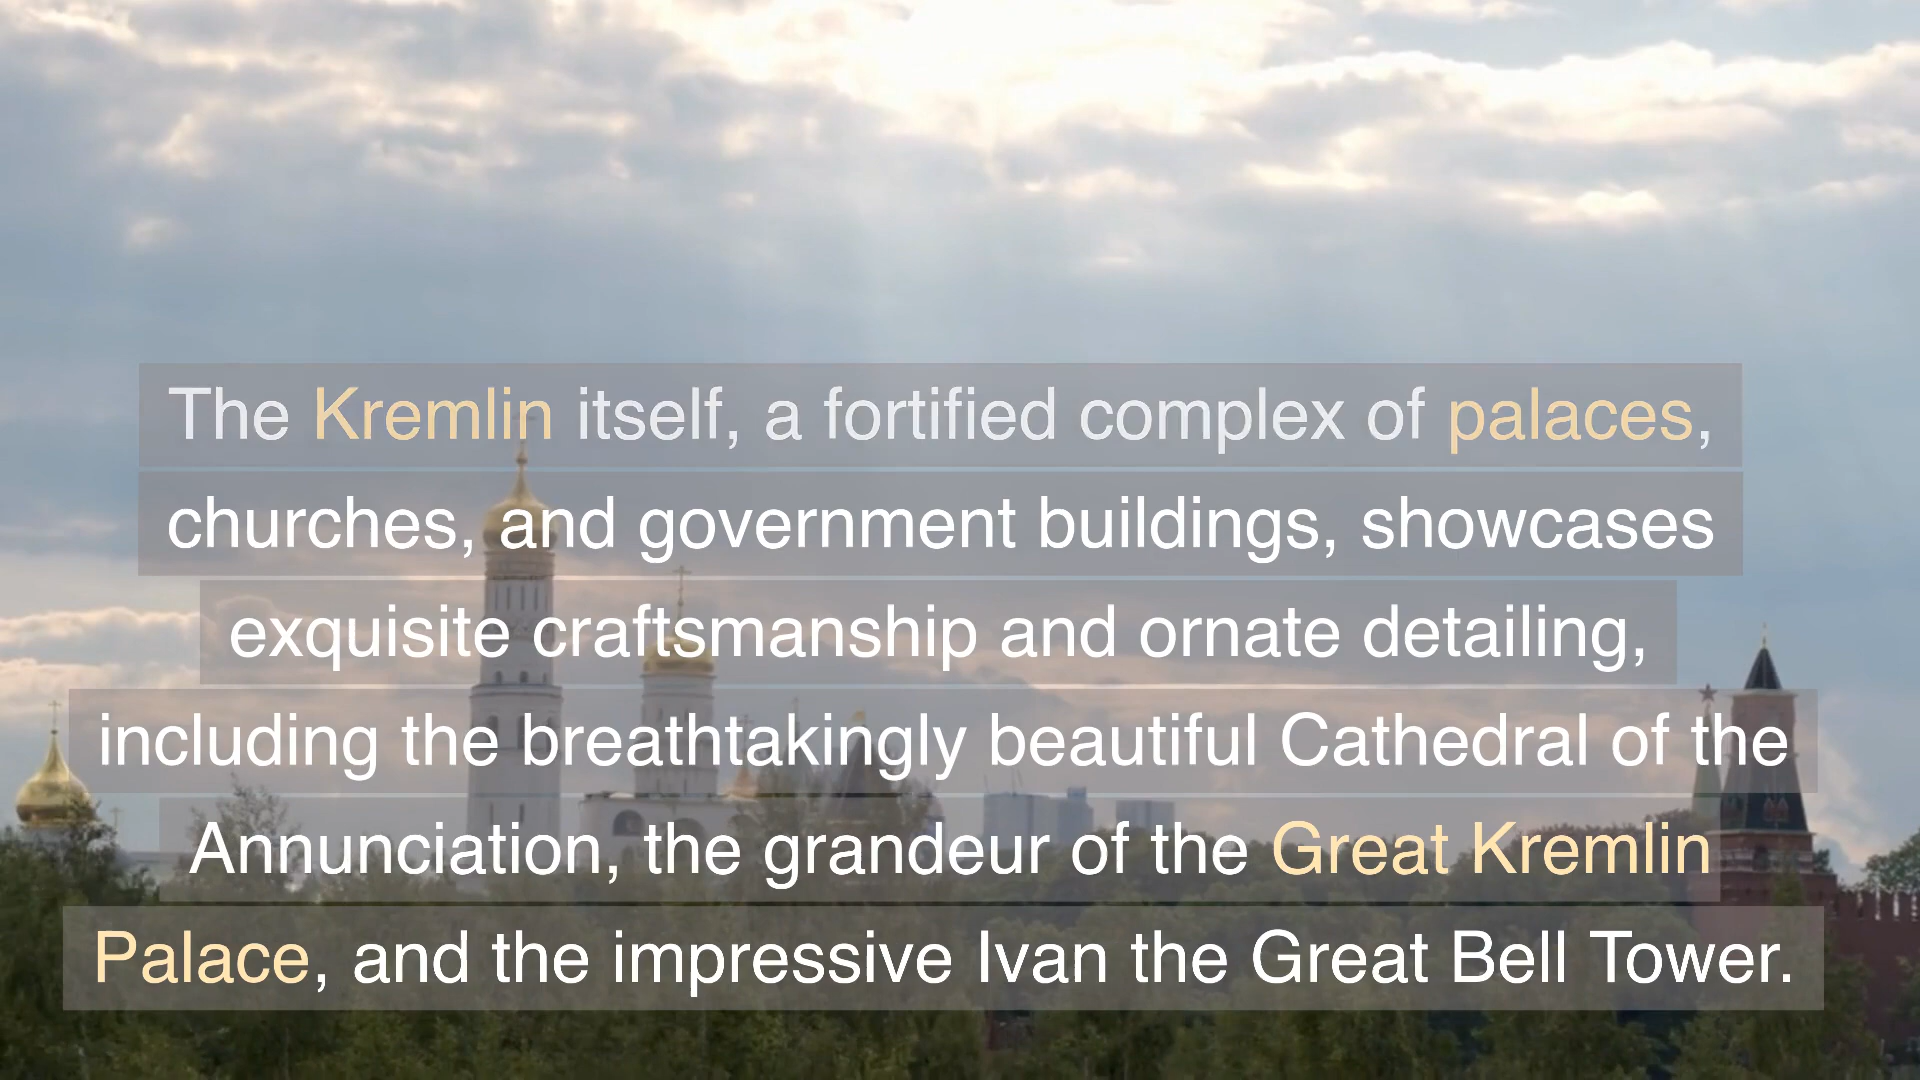 The Kremlin itself, a fortified complex of palaces,
churches, and government buildings, showcases
exquisite craftsmanship and ornate detailing,
including the breathtakingly beautiful Cathedral of the
Annunciation, the grandeur of the Great Kremlin
Palace, and the impressive Ivan the Great Bell Tower.